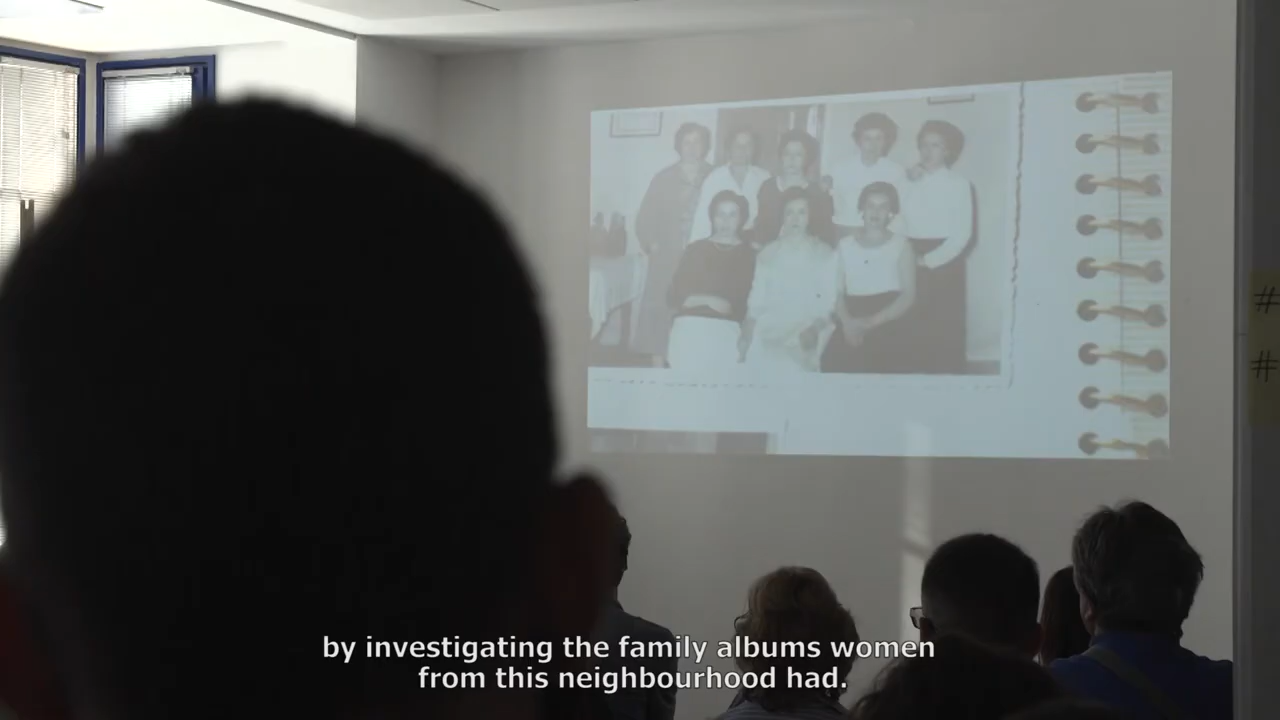 #
#
by investigating the family albums women
from this neighbourhood had.